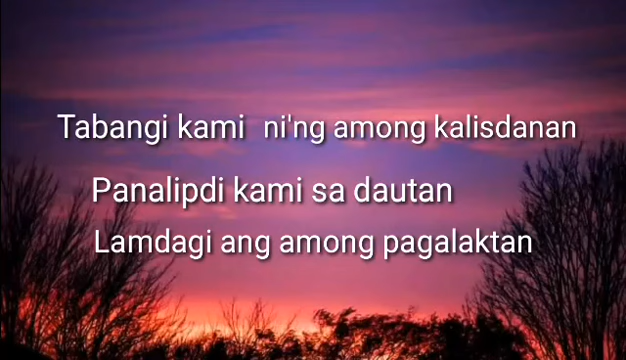 Tabangi kami ni'ng among kalisdanan
Panalipdi kami sa dautan
Lamdagi ang among pagalaktan